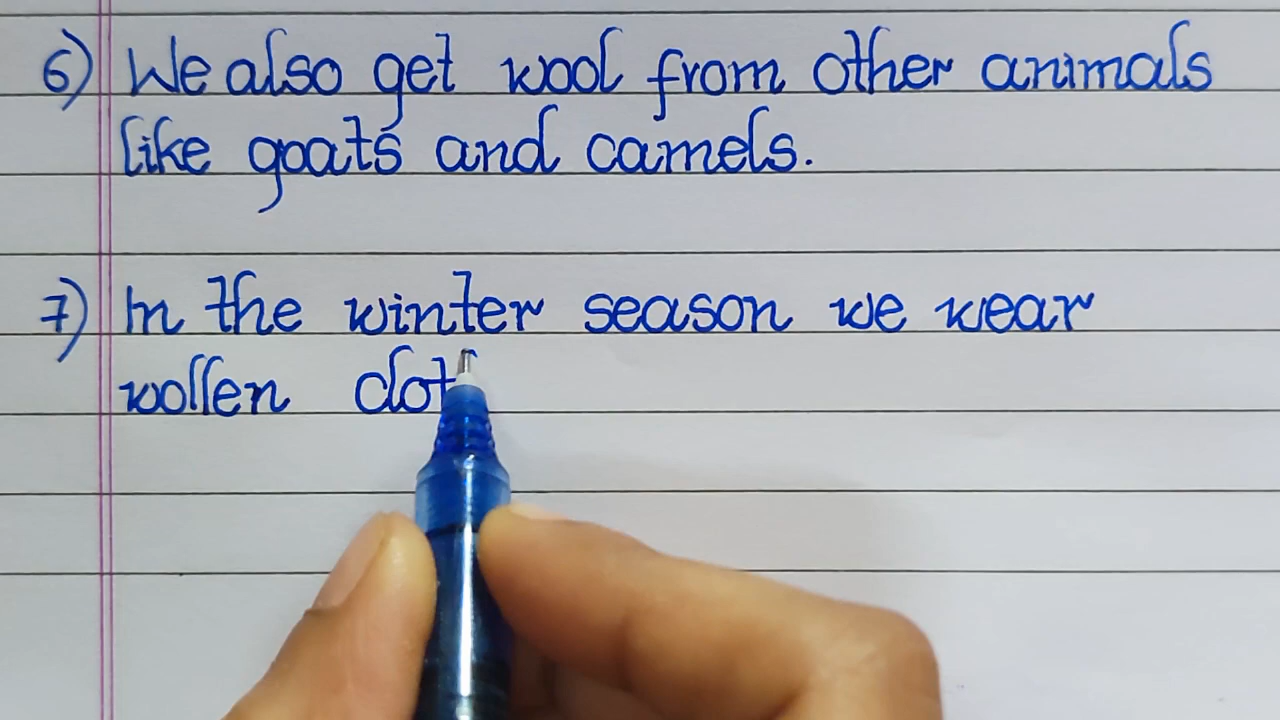 6) We also get wool from other animals
like goats and camels.
7) In the winter season we wear
wollen clot